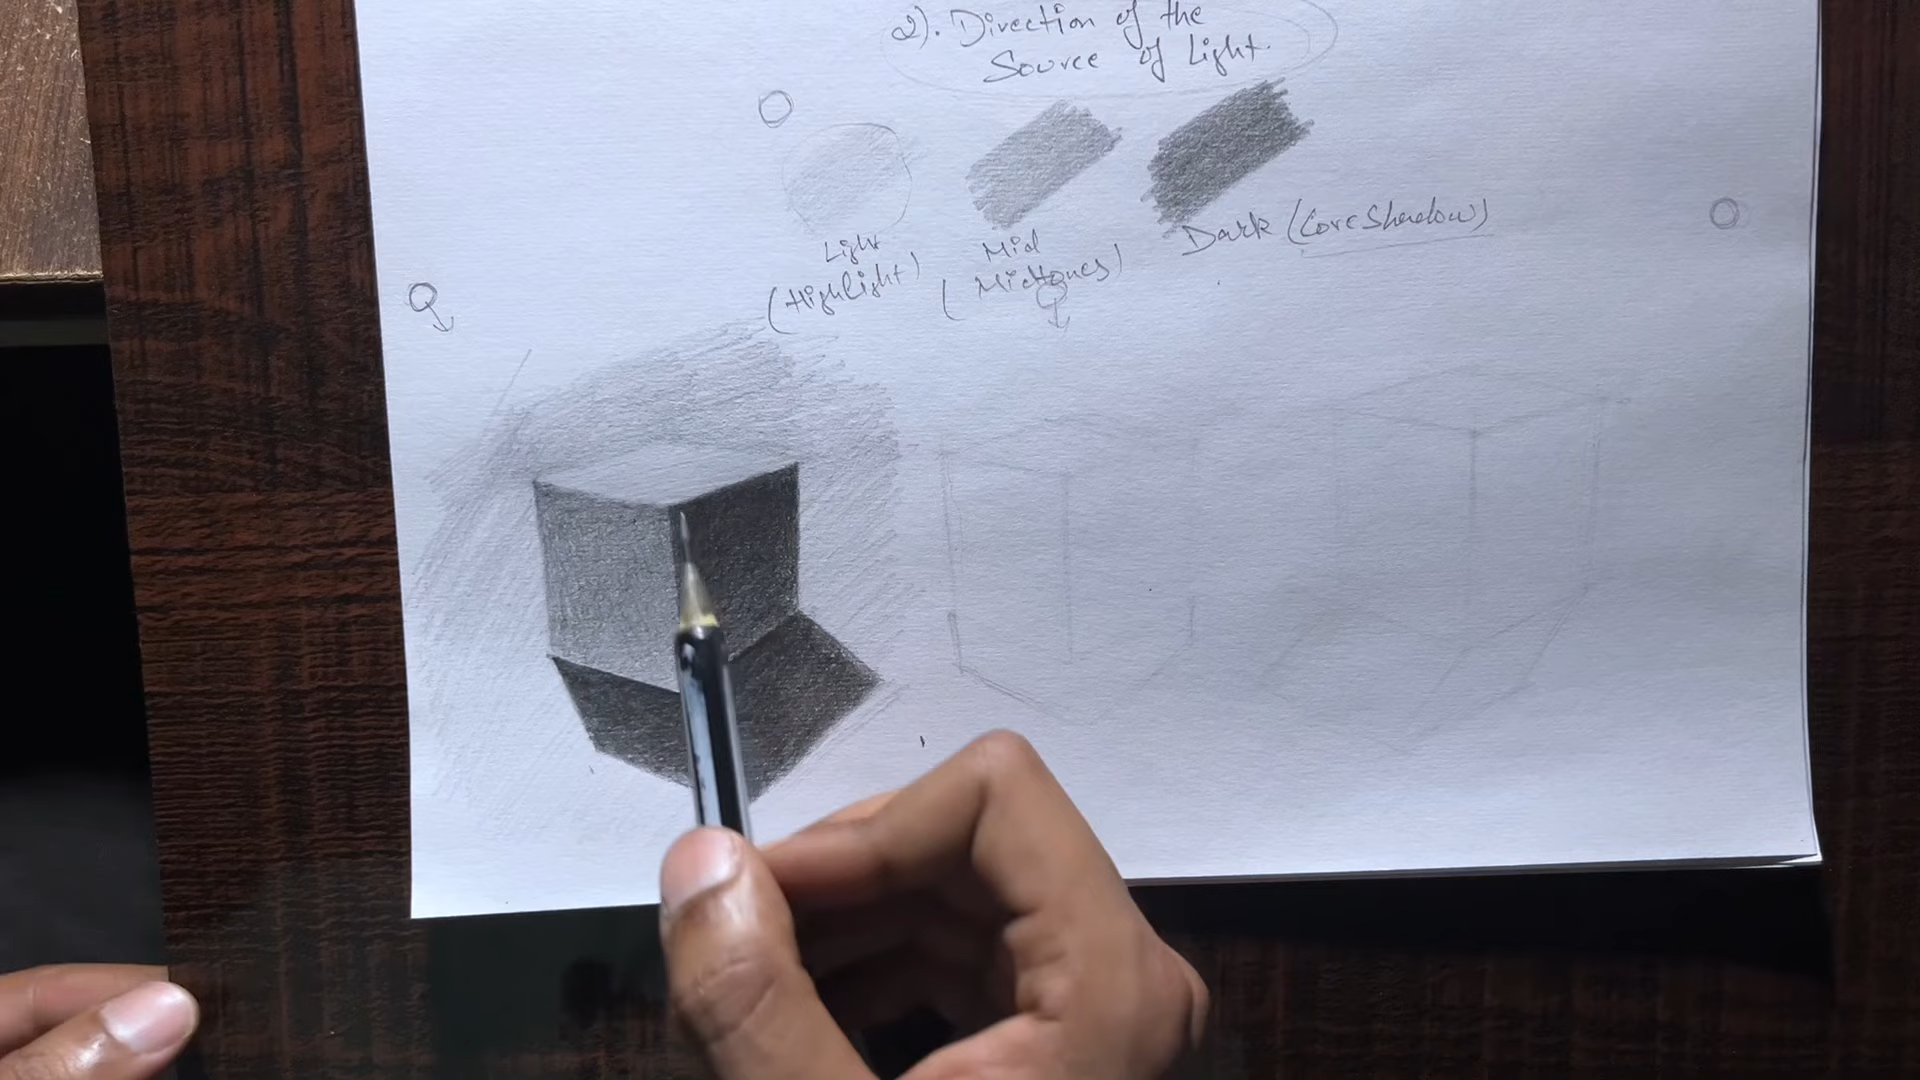 2). Direction of the
Source of Light.
Light
(Highlight)
Mid
(Midtones)
Dark (Core Shadow)